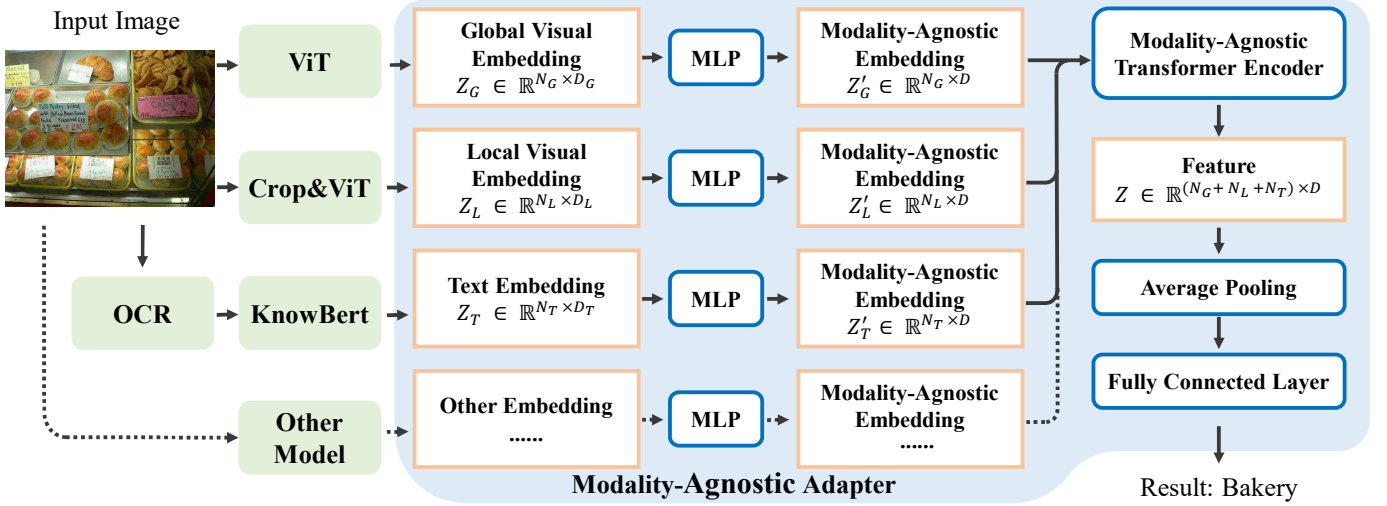 Input Image
ViT
Global Visual
Embedding
Z_G ∈ ℝ^{N_G×D_G}
MLP
Modality-Agnostic
Embedding
Z′_G ∈ ℝ^{N_G×D}
Modality-Agnostic
Transformer Encoder
Crop&ViT
Local Visual
Embedding
Z_L ∈ ℝ^{N_L×D_L}
MLP
Modality-Agnostic
Embedding
Z′_L ∈ ℝ^{N_L×D}
Feature
Z ∈ ℝ^{(N_G+N_L+N_T)×D}
OCR
KnowBert
Text Embedding
Z_T ∈ ℝ^{N_T×D_T}
MLP
Modality-Agnostic
Embedding
Z′_T ∈ ℝ^{N_T×D}
Average Pooling
Fully Connected Layer
Other
Model
Other Embedding
......
MLP
Modality-Agnostic
Embedding
......
Modality-Agnostic Adapter
Result: Bakery